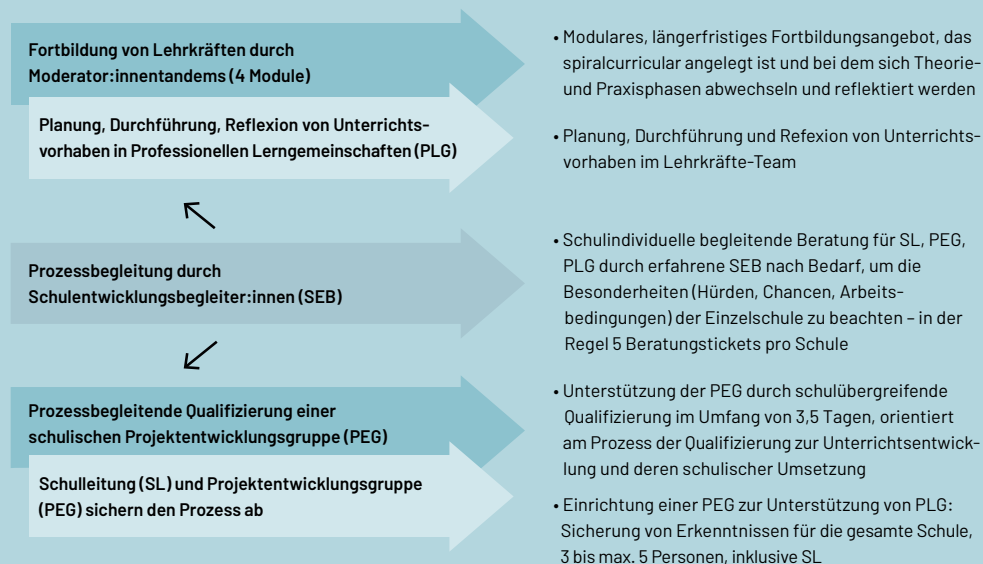 Fortbildung von Lehrkräften durch
Moderator:innentandems (4 Module)
• Modulares, längerfristiges Fortbildungsangebot, das
spiralcurricular angelegt ist und bei dem sich Theorie-
und Praxisphasen abwechseln und reflektiert werden
Planung, Durchführung, Reflexion von Unterrichts-
vorhaben in Professionellen Lerngemeinschaften (PLG)
• Planung, Durchführung und Refexion von Unterrichts-
vorhaben im Lehrkräfte-Team
Prozessbegleitung durch
Schulentwicklungsbegleiter:innen (SEB)
• Schulindividuelle begleitende Beratung für SL, PEG,
PLG durch erfahrene SEB nach Bedarf, um die
Besonderheiten (Hürden, Chancen, Arbeits-
bedingungen) der Einzelschule zu beachten – in der
Regel 5 Beratungstickets pro Schule
Prozessbegleitende Qualifizierung einer
schulischen Projektentwicklungsgruppe (PEG)
• Unterstützung der PEG durch schulübergreifende
Qualifizierung im Umfang von 3,5 Tagen, orientiert
am Prozess der Qualifizierung zur Unterrichtsentwick-
lung und deren schulischer Umsetzung
Schulleitung (SL) und Projektentwicklungsgruppe
(PEG) sichern den Prozess ab
• Einrichtung einer PEG zur Unterstützung von PLG:
Sicherung von Erkenntnissen für die gesamte Schule,
3 bis max. 5 Personen, inklusive SL